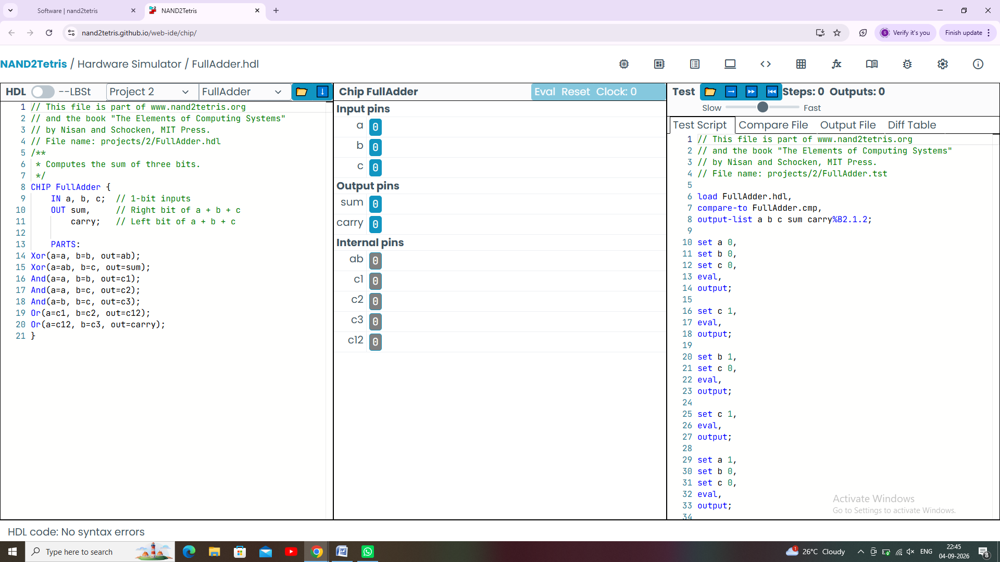 Software | nand2tetris
NAND2Tetris
nand2tetris.github.io/web-ide/chip/
S
Verify it's you
Finish update
NAND2Tetris / Hardware Simulator / FullAdder.hdl
HDL
--LBSt
Project 2
FullAdder
1 // This file is part of www.nand2tetris.org
2 // and the book "The Elements of Computing Systems"
3 // by Nisan and Schocken, MIT Press.
4 // File name: projects/2/FullAdder.hdl
5 /**
6 * Computes the sum of three bits.
7 */
8 CHIP FullAdder {
9 IN a, b, c; // 1-bit inputs
10 OUT sum, // Right bit of a + b + c
11 carry; // Left bit of a + b + c
12
13 PARTS:
14 Xor(a=a, b=b, out=ab);
15 Xor(a=ab, b=c, out=sum);
16 And(a=a, b=b, out=c1);
17 And(a=a, b=c, out=c2);
18 And(a=b, b=c, out=c3);
19 Or(a=c1, b=c2, out=c12);
20 Or(a=c12, b=c3, out=carry);
21 }
Chip FullAdder
Eval Reset Clock: 0
Input pins
a 0
b 0
c 0
Output pins
sum 0
carry 0
Internal pins
ab 0
c1 0
c2 0
c3 0
c12 0
Test
Steps: 0 Outputs: 0
Slow
Fast
Test Script Compare File Output File Diff Table
1 // This file is part of www.nand2tetris.org
2 // and the book "The Elements of Computing Systems"
3 // by Nisan and Schocken, MIT Press.
4 // File name: projects/2/FullAdder.tst
5
6 load FullAdder.hdl,
7 compare-to FullAdder.cmp,
8 output-list a b c sum carry%B2.1.2;
9
10 set a 0,
11 set b 0,
12 set c 0,
13 eval,
14 output;
15
16 set c 1,
17 eval,
18 output;
19
20 set b 1,
21 set c 0,
22 eval,
23 output;
24
25 set c 1,
26 eval,
27 output;
28
29 set a 1,
30 set b 0,
31 set c 0,
32 eval,
33 output;
34
Activate Windows
Go to Settings to activate Windows.
HDL code: No syntax errors
Type here to search
1
26°C Cloudy
ENG
22:45
04-09-2026
8